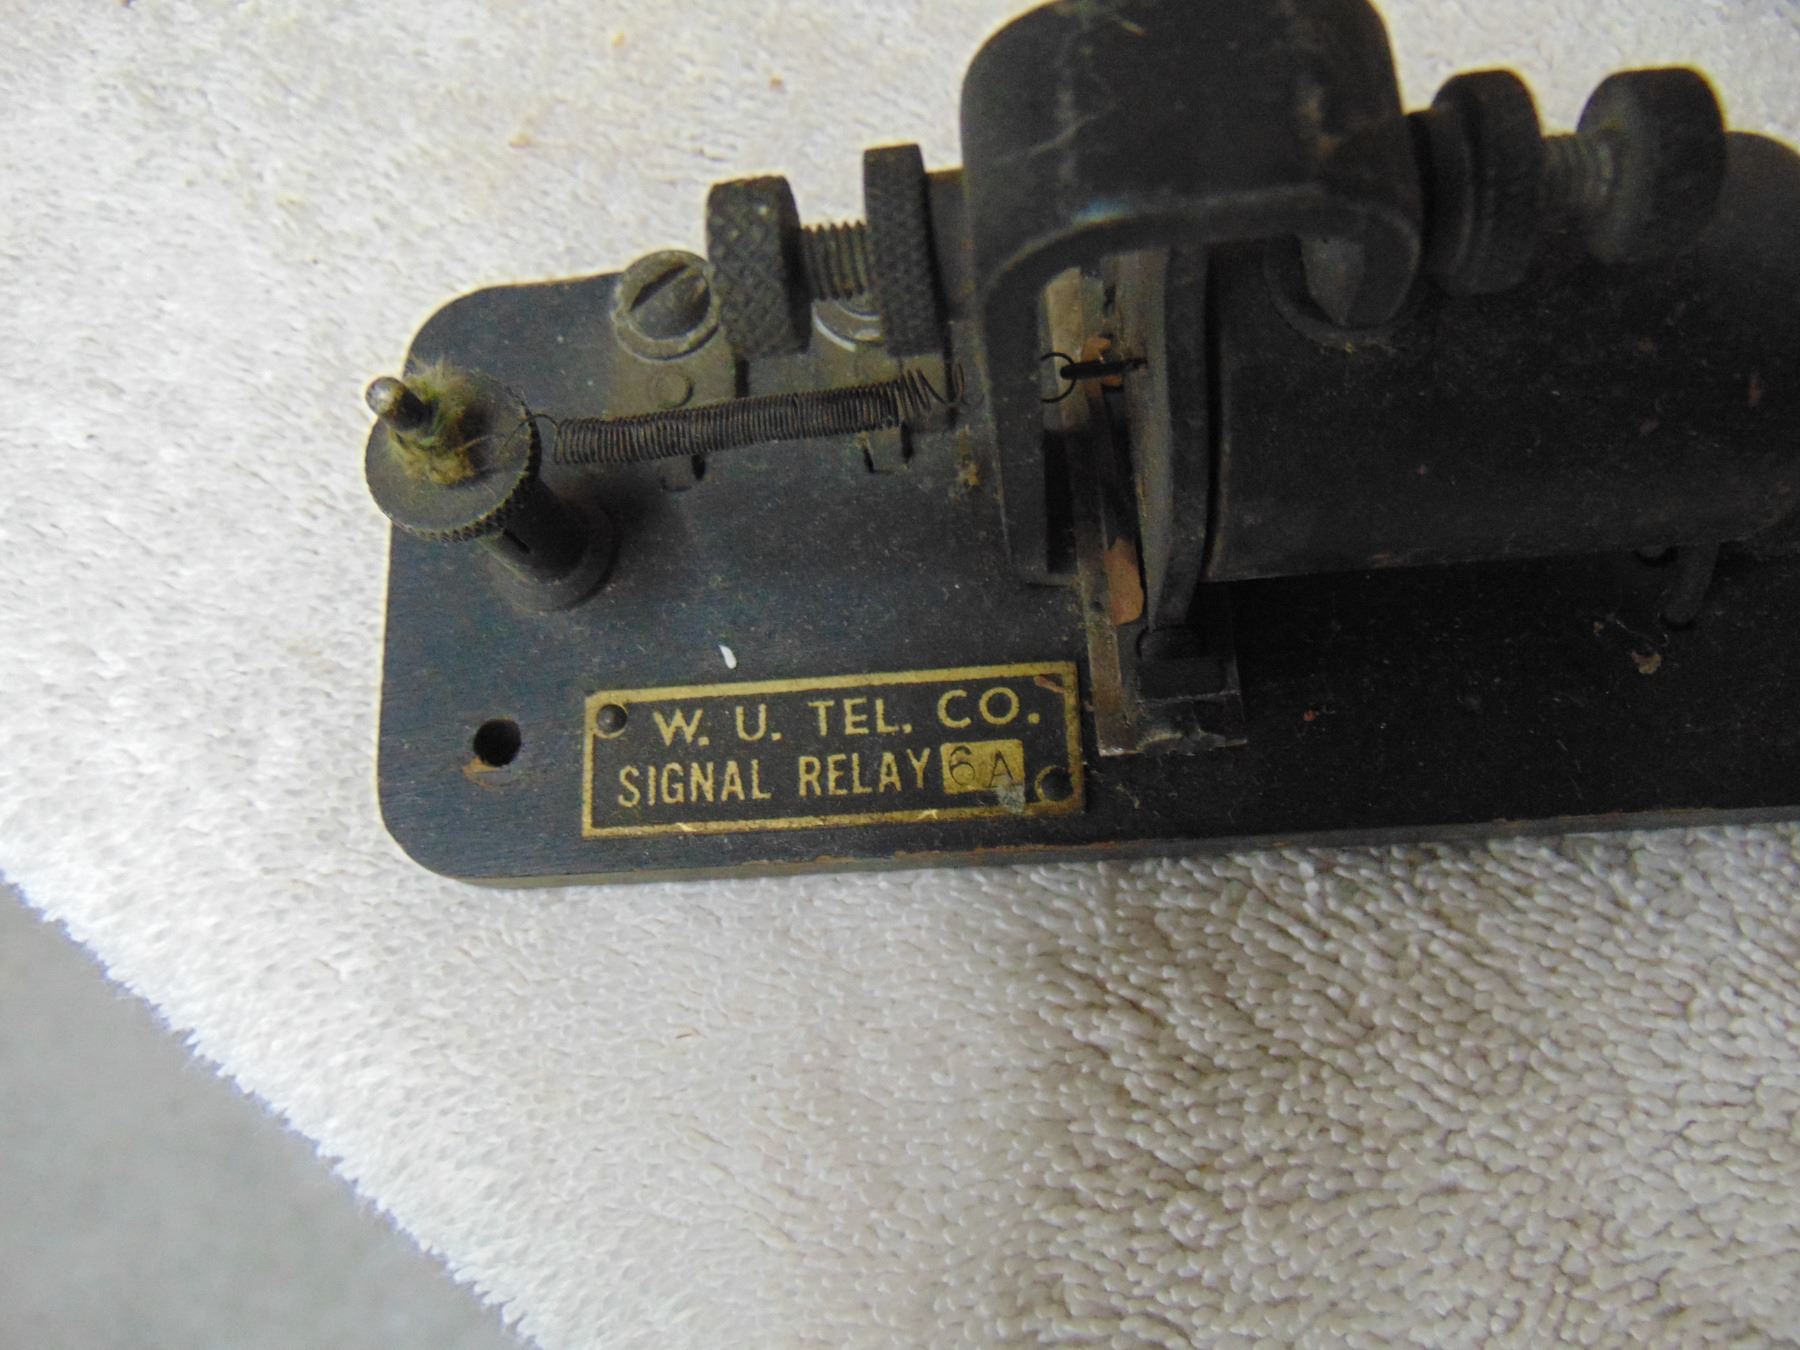 W. U. TEL. CO.
SIGNAL RELAY 6A